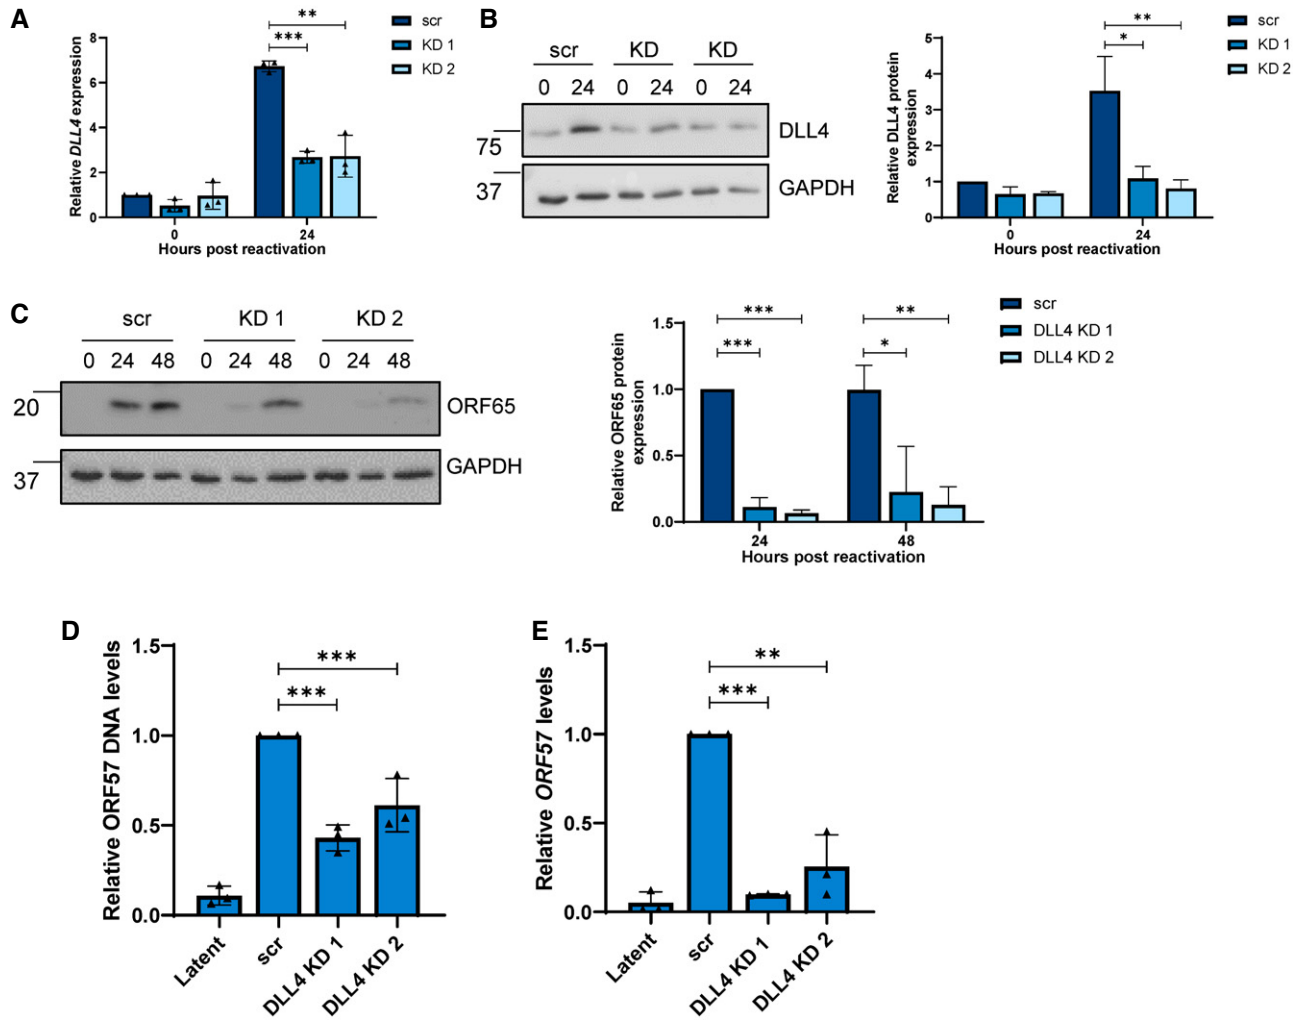 A
Relative DLL4 expression
8
6
4
2
0
**
***
0
24
Hours post reactivation
scr
KD 1
KD 2
B
scr KD KD
0 24 0 24 0 24
75
DLL4
37
GAPDH
Relative DLL4 protein
expression
5
4
3
2
1
0
**
*
0
24
Hours post reactivation
scr
KD 1
KD 2
C
scr KD 1 KD 2
0 24 48 0 24 48 0 24 48
20
ORF65
37
GAPDH
Relative ORF65 protein
expression
1.5
1.0
0.5
0.0
***
***
**
*
24
48
Hours post reactivation
scr
DLL4 KD 1
DLL4 KD 2
D
Relative ORF57 DNA levels
1.5
1.0
0.5
0.0
***
***
Latent
scr
DLL4 KD 1
DLL4 KD 2
E
Relative ORF57 levels
1.5
1.0
0.5
0.0
**
***
Latent
scr
DLL4 KD 1
DLL4 KD 2